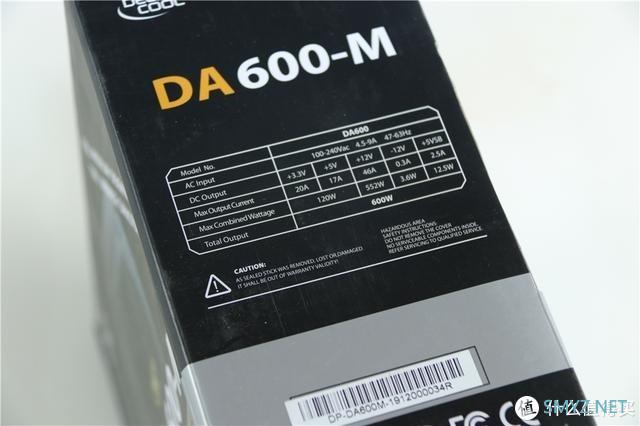 COOL
DA600-M
Model No. DA600
AC Input 100-240Vac 4.5-9A 47-63Hz
DC Output +3.3V +5V +12V -12V +5VSB
Max Output Current 20A 17A 46A 0.3A 2.5A
Max Combined Wattage 120W 552W 3.6W 12.5W
Total Output 600W
CAUTION:
AS SEALED STICK WAS REMOVED, LOST OR,DAMAGED
IT SHALL BE OUT OF WARRANTY VALIDITY!
HAZARDOUS AREA
SAFETY INSTRUCTIONS:
DO NOT REMOVE THE COVER
NO SERVICEABLE COMPONENTS INSIDE
REFER SERVICING TO QUALIFIED SERVICE.
DP-DA600M-1912000034R
FC